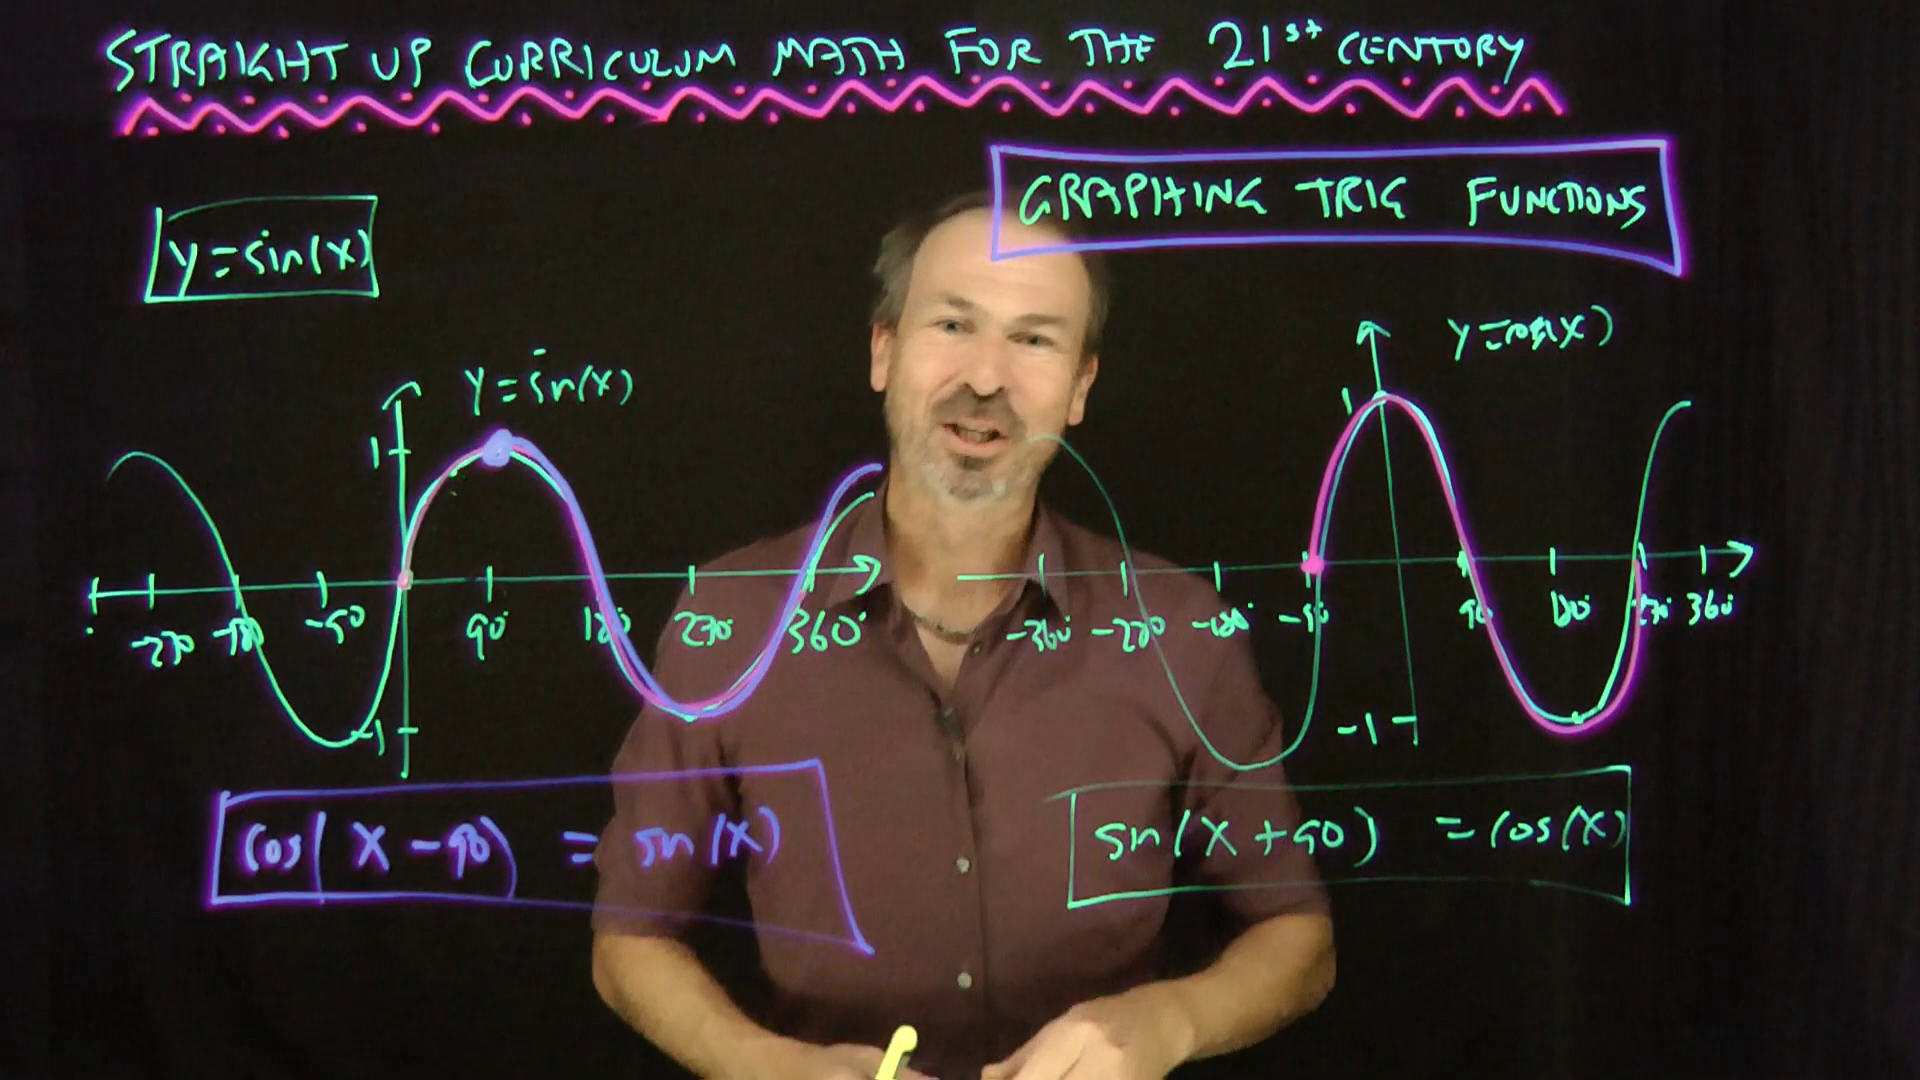 STRAIGHT UP CURRICULUM MATH FOR THE 21st CENTURY
GRAPHING TRIG FUNCTIONS
y=sin(x)
y=sin(x)
y=cos(x)
1
1
-270 -180 -90 90° 180 270° 360°
-360° -270° -180° -90° 90 180° 270° 360°
-1
-1
cos(x-90) = sin(x)
sin(x+90) = cos(x)